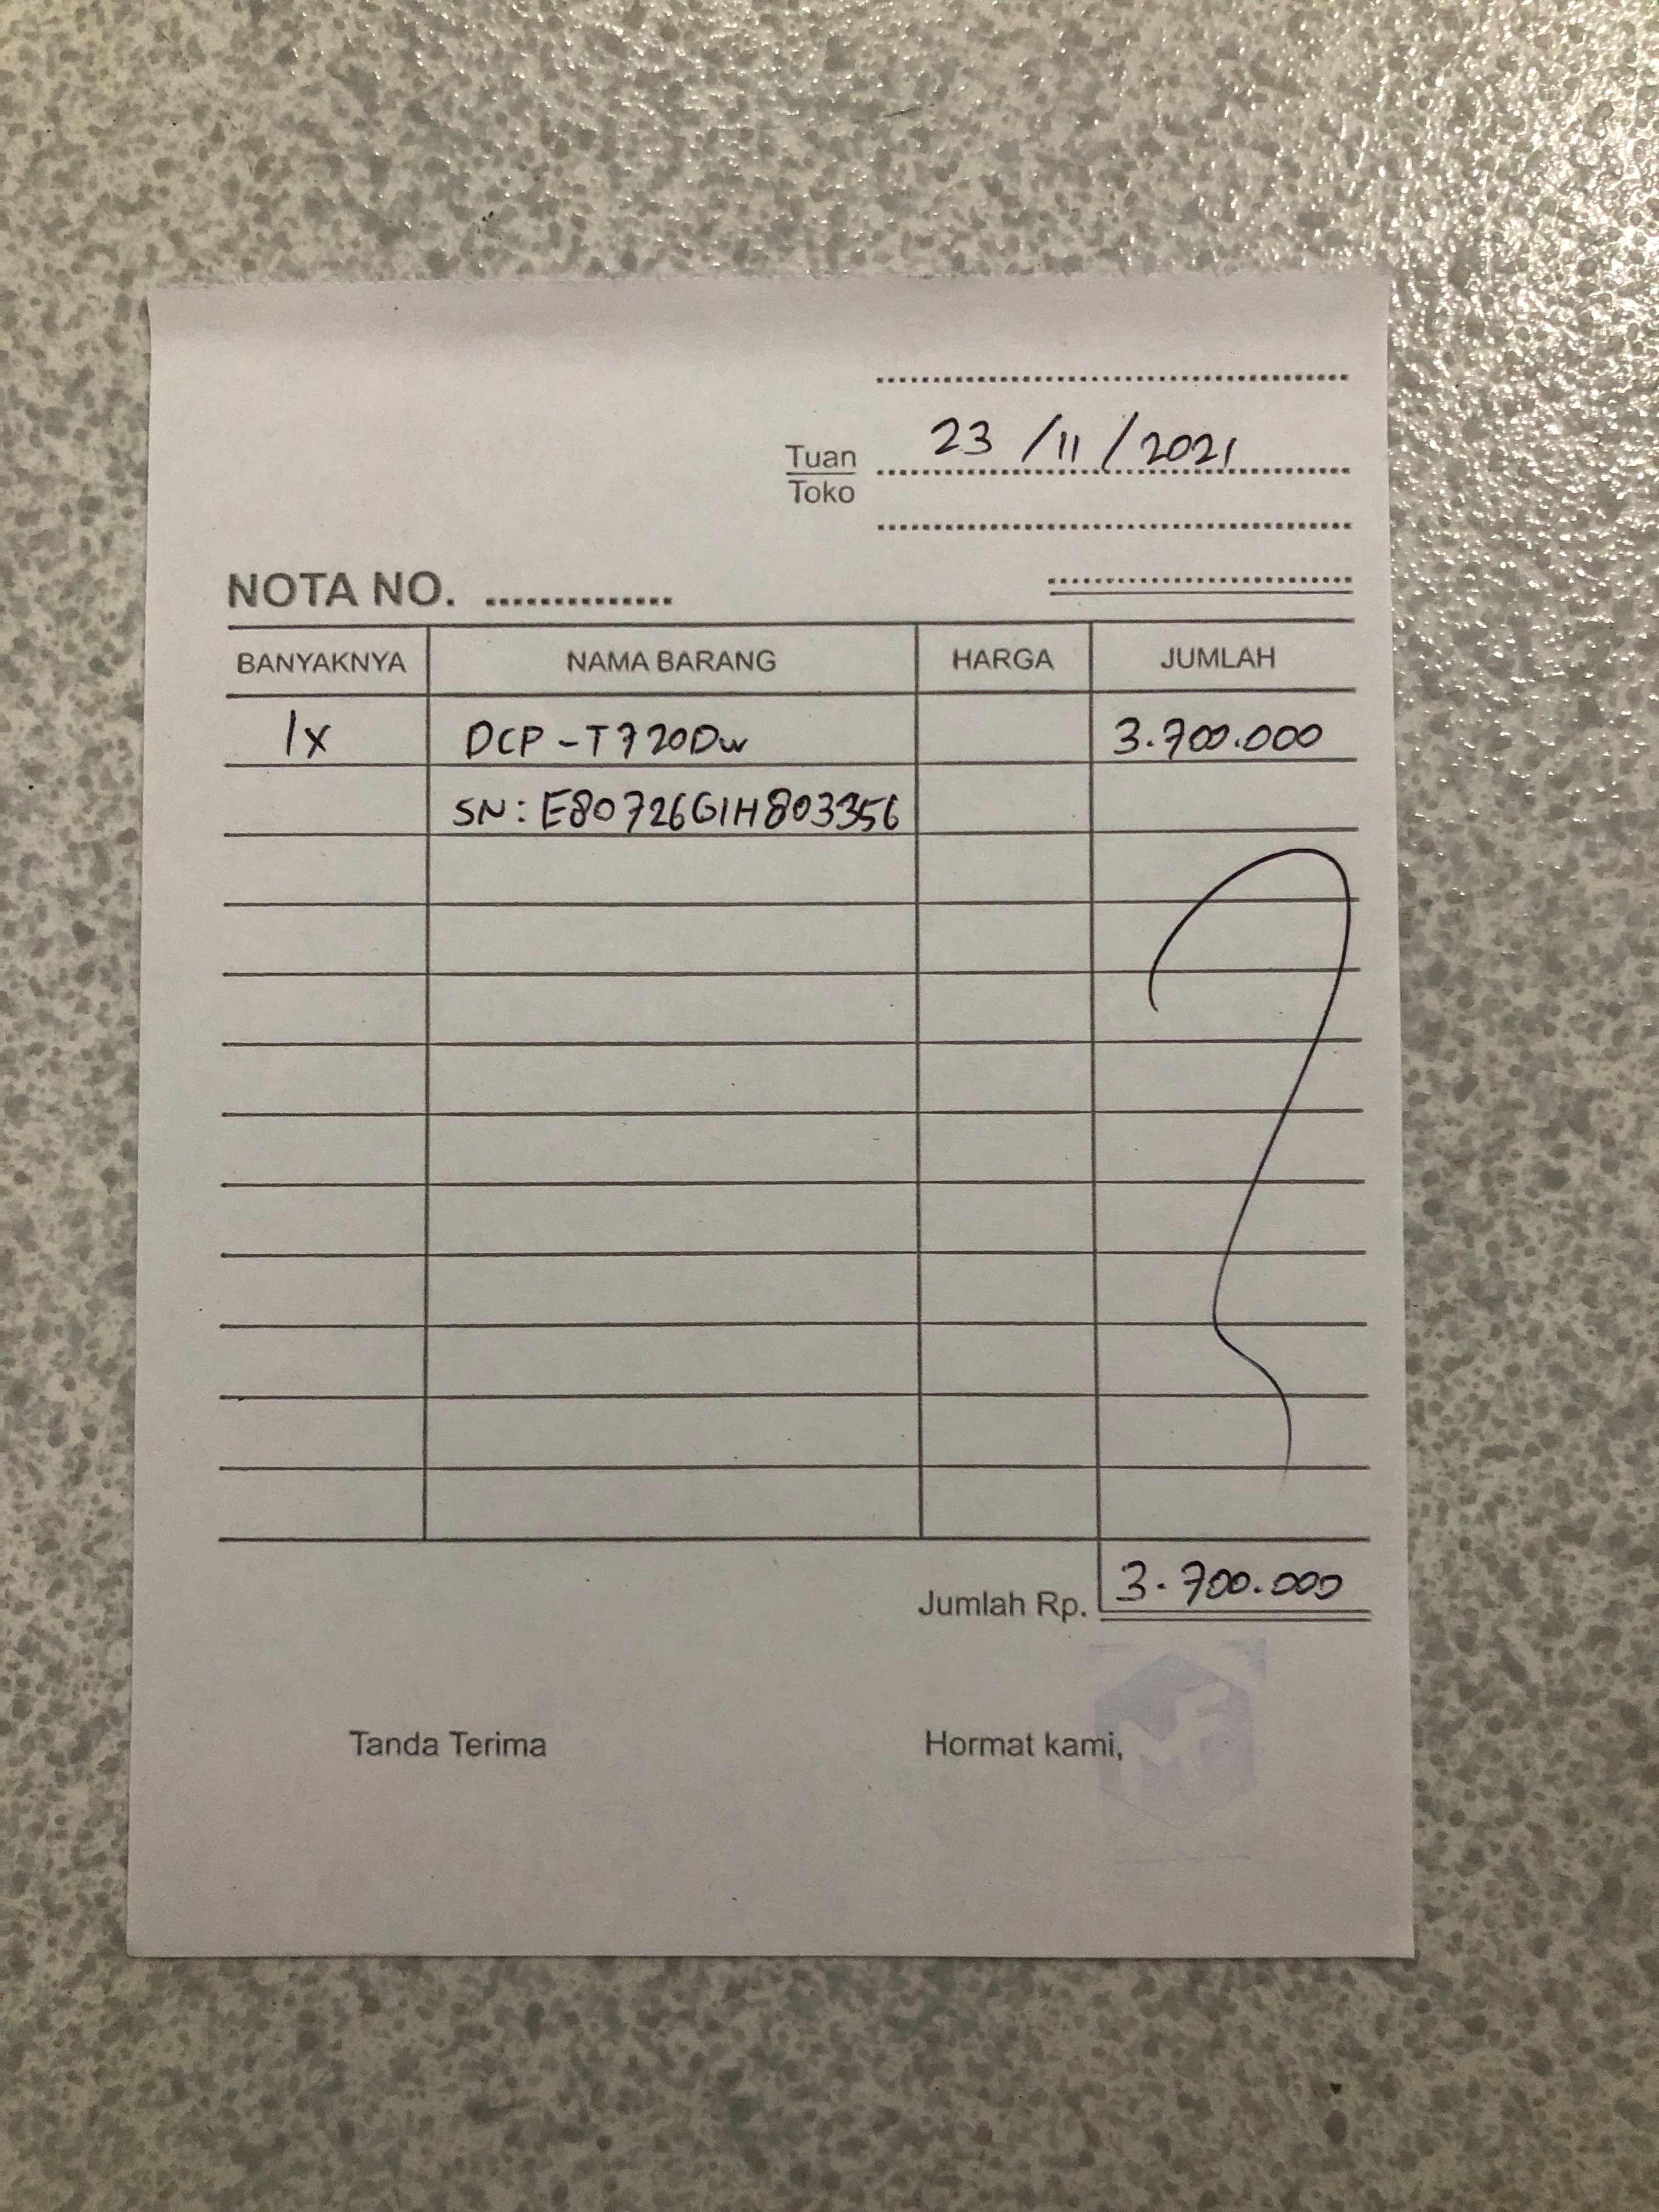 23/11/2021
Tuan
Toko
NOTA NO. ..............
BANYAKNYA NAMA BARANG HARGA JUMLAH
1x DCP-T720DW 3.700.000
SN: E80726G1H803356
Jumlah Rp. 3.700.000
Tanda Terima Hormat kami,